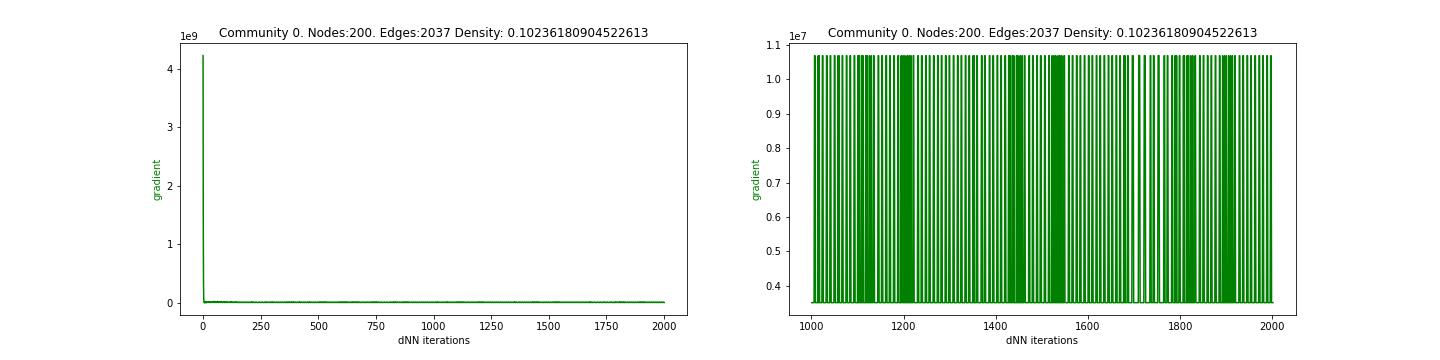 Community 0. Nodes:200. Edges:2037 Density: 0.10236180904522613
1e9
4
3
2
1
0
gradient
0 250 500 750 1000 1250 1500 1750 2000
dNN iterations
Community 0. Nodes:200. Edges:2037 Density: 0.10236180904522613
1e7
1.1
1.0
0.9
0.8
0.7
0.6
0.5
0.4
gradient
1000 1200 1400 1600 1800 2000
dNN iterations